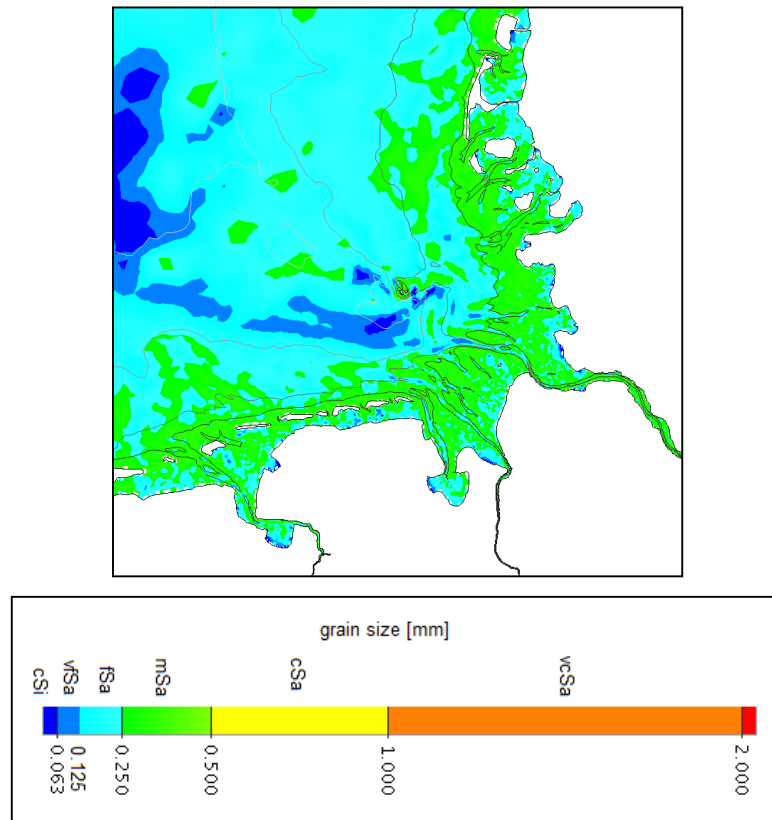 grain size [mm]
cSi
vfSa
fSa
mSa
cSa
vcSa
0.063
0.125
0.250
0.500
1.000
2.000